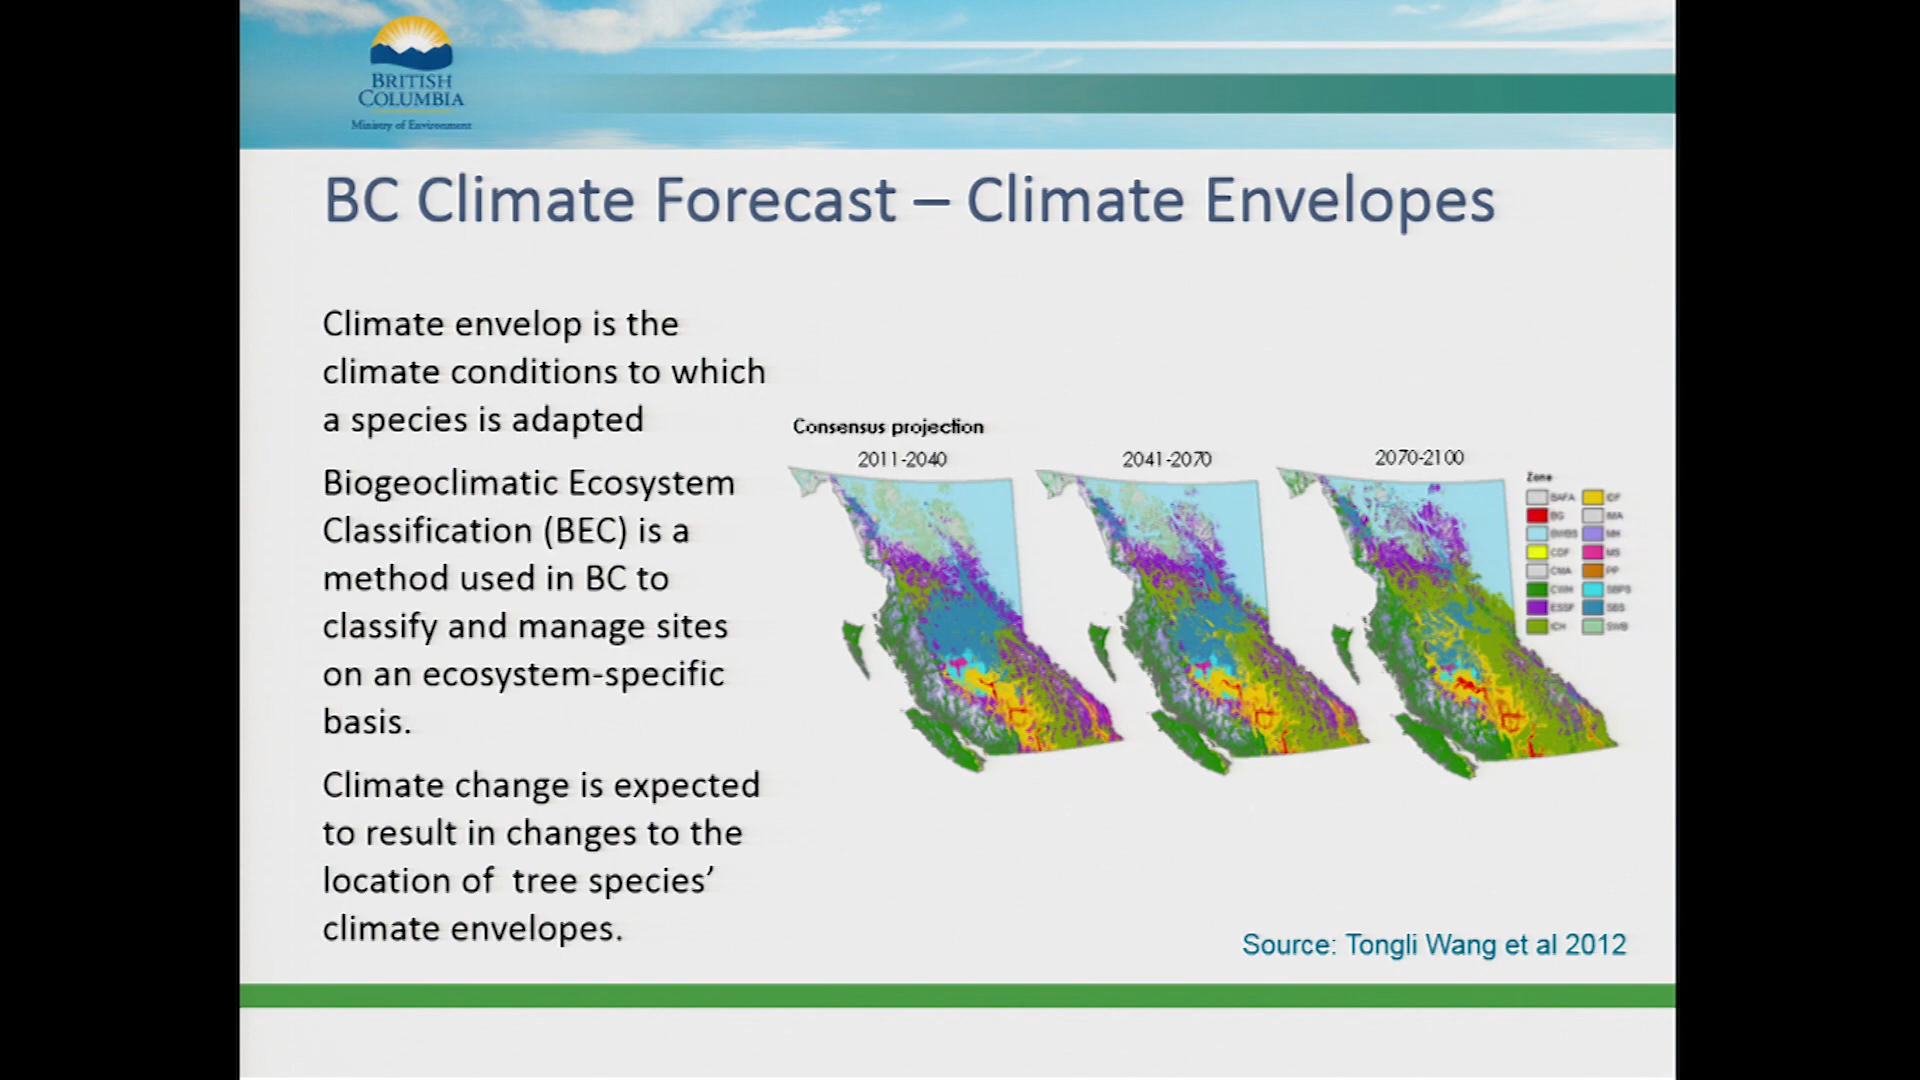 BRITISH
COLUMBIA
Ministry of Environment
BC Climate Forecast – Climate Envelopes
Climate envelop is the
climate conditions to which
a species is adapted
Biogeoclimatic Ecosystem
Classification (BEC) is a
method used in BC to
classify and manage sites
on an ecosystem-specific
basis.
Climate change is expected
to result in changes to the
location of tree species’
climate envelopes.
Consensus projection
2011-2040
2041-2070
2070-2100
Zone
BAFA
BG
BWBS
CDF
CMA
CWH
ESSF
ICH
IDF
IMA
MH
MS
PP
SBPS
SBS
SWB
Source: Tongli Wang et al 2012